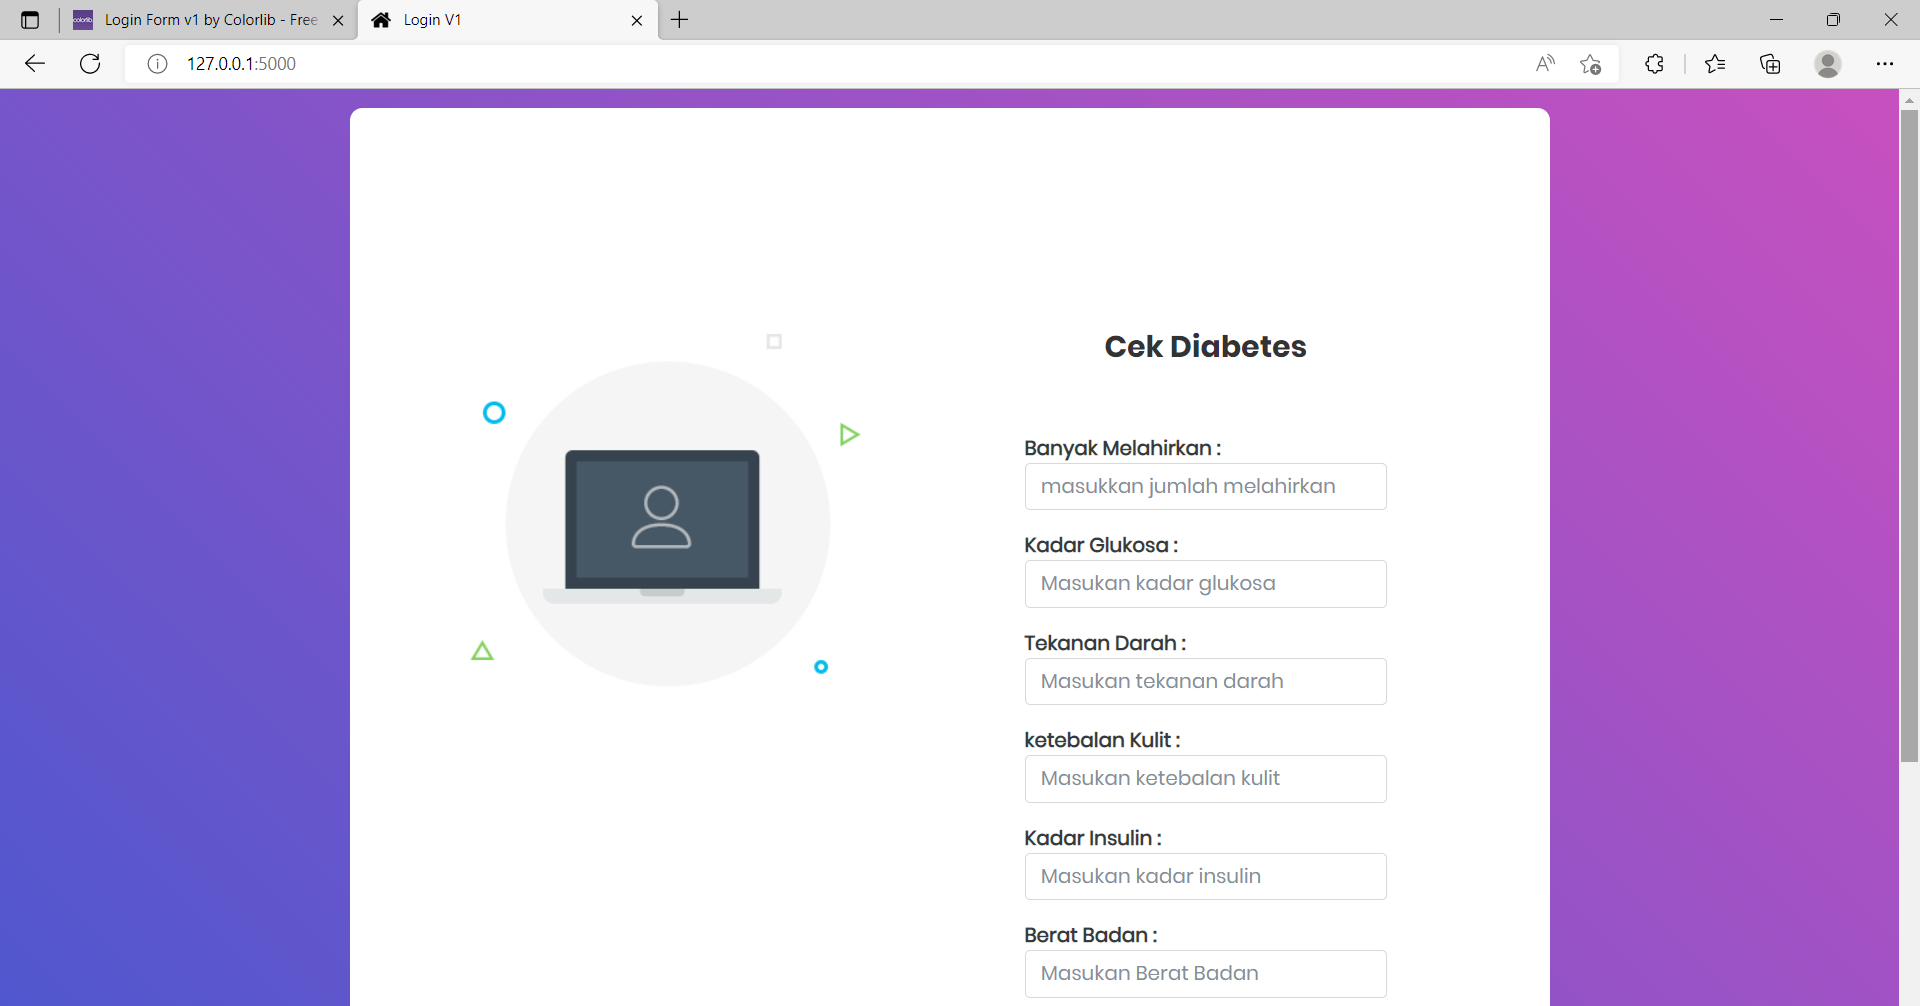 Login Form v1 by Colorlib - Free
Login V1
127.0.0.1:5000
colorlib
Cek Diabetes
Banyak Melahirkan :
masukkan jumlah melahirkan
Kadar Glukosa :
Masukan kadar glukosa
Tekanan Darah :
Masukan tekanan darah
ketebalan Kulit :
Masukan ketebalan kulit
Kadar Insulin :
Masukan kadar insulin
Berat Badan :
Masukan Berat Badan